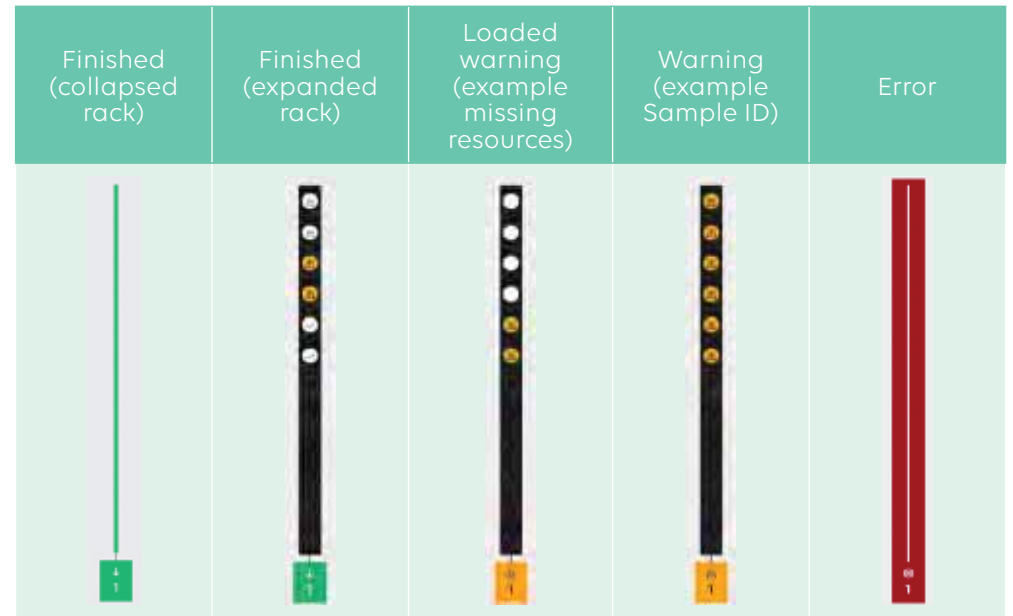 Finished
(collapsed
rack)
Finished
(expanded
rack)
Loaded
warning
(example
missing
resources)
Warning
(example
Sample ID)
Error
1
1
1
1
1